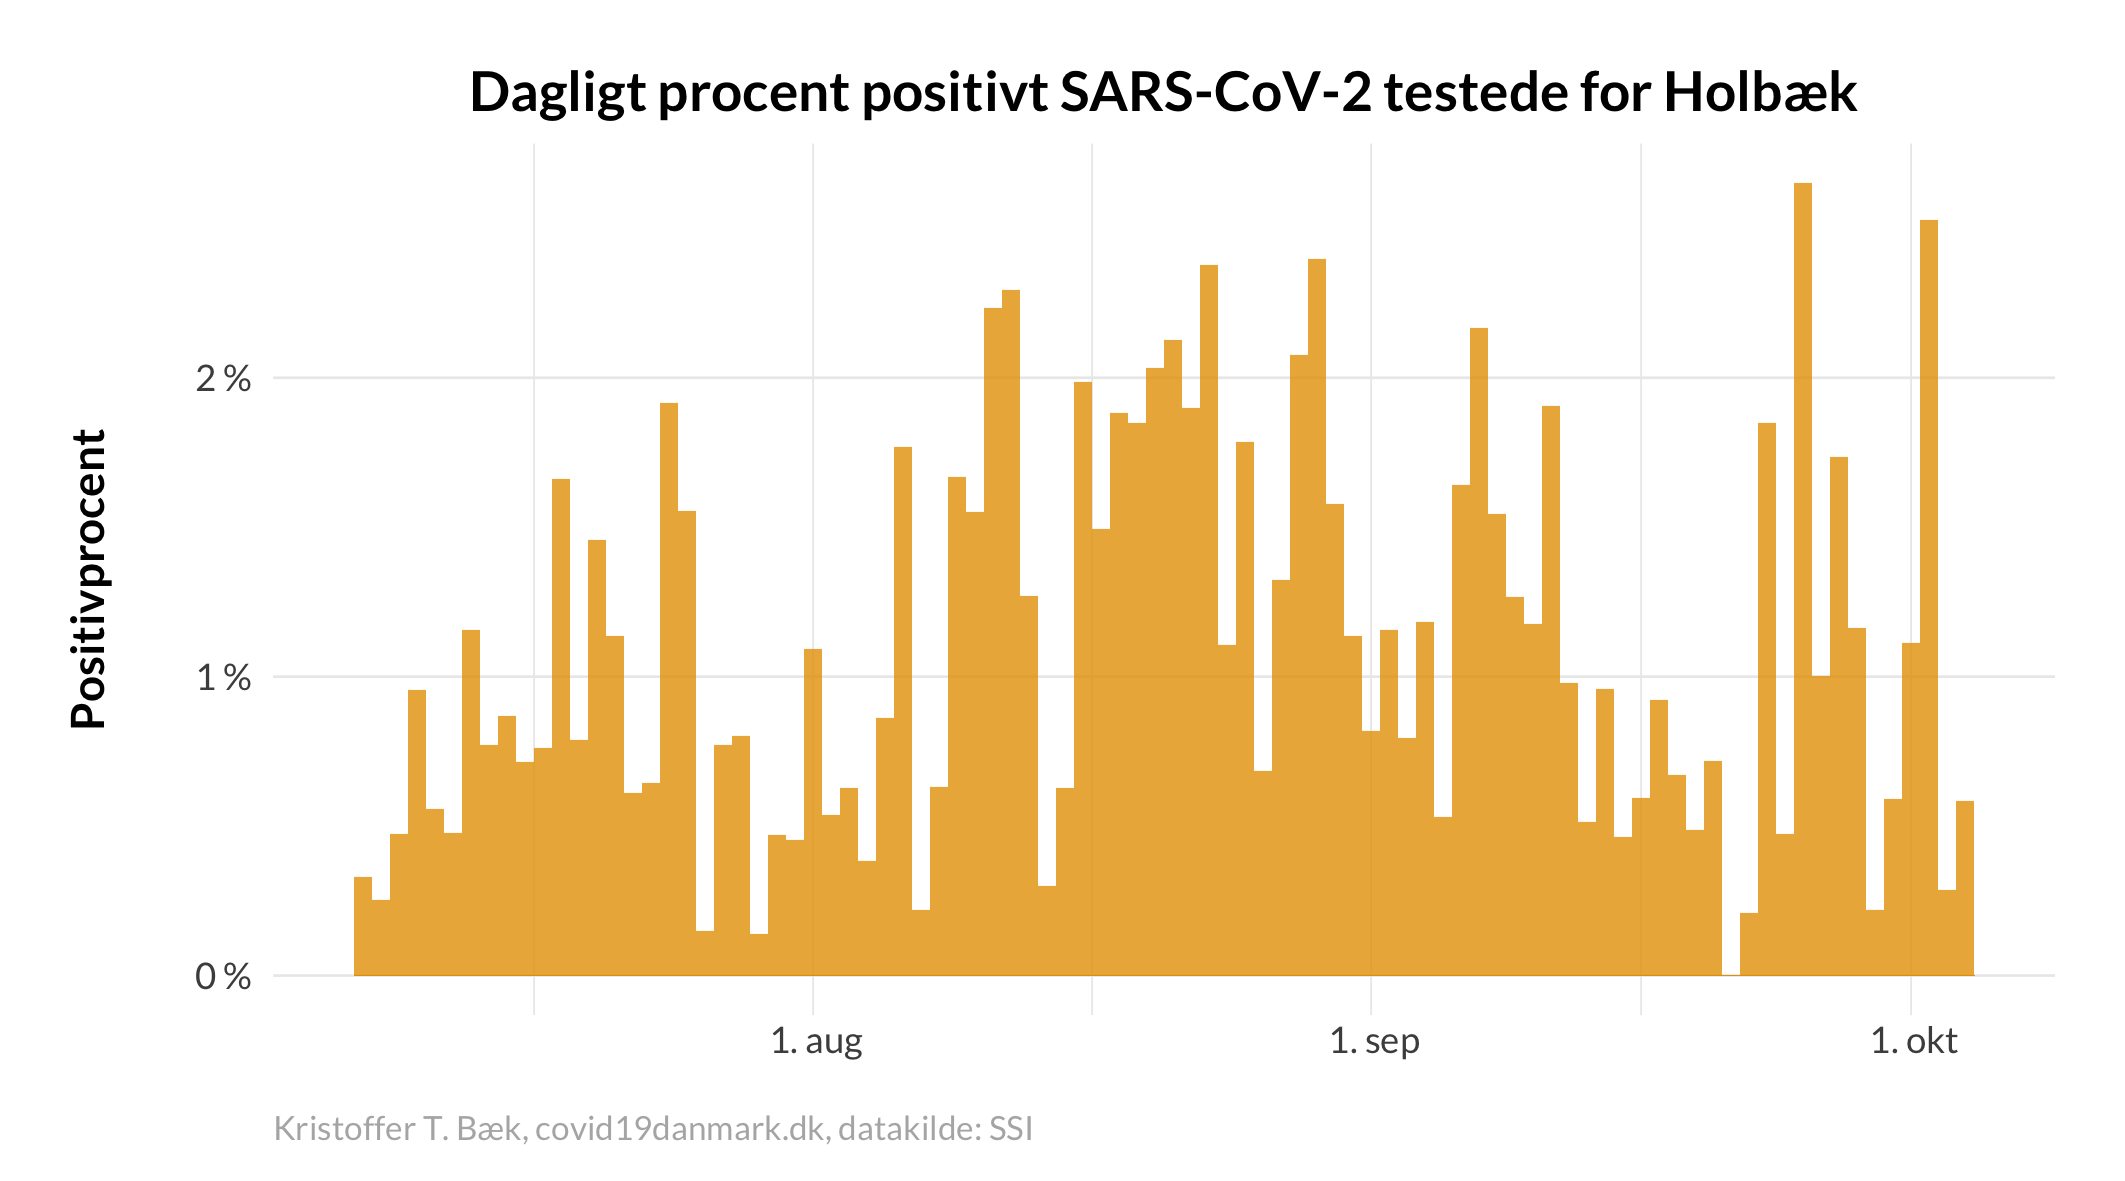 Dagligt procent positivt SARS-CoV-2 testede for Holbæk
Positivprocent
2 %
1 %
0 %
1. aug
1. sep
1. okt
Kristoffer T. Bæk, covid19danmark.dk, datakilde: SSI